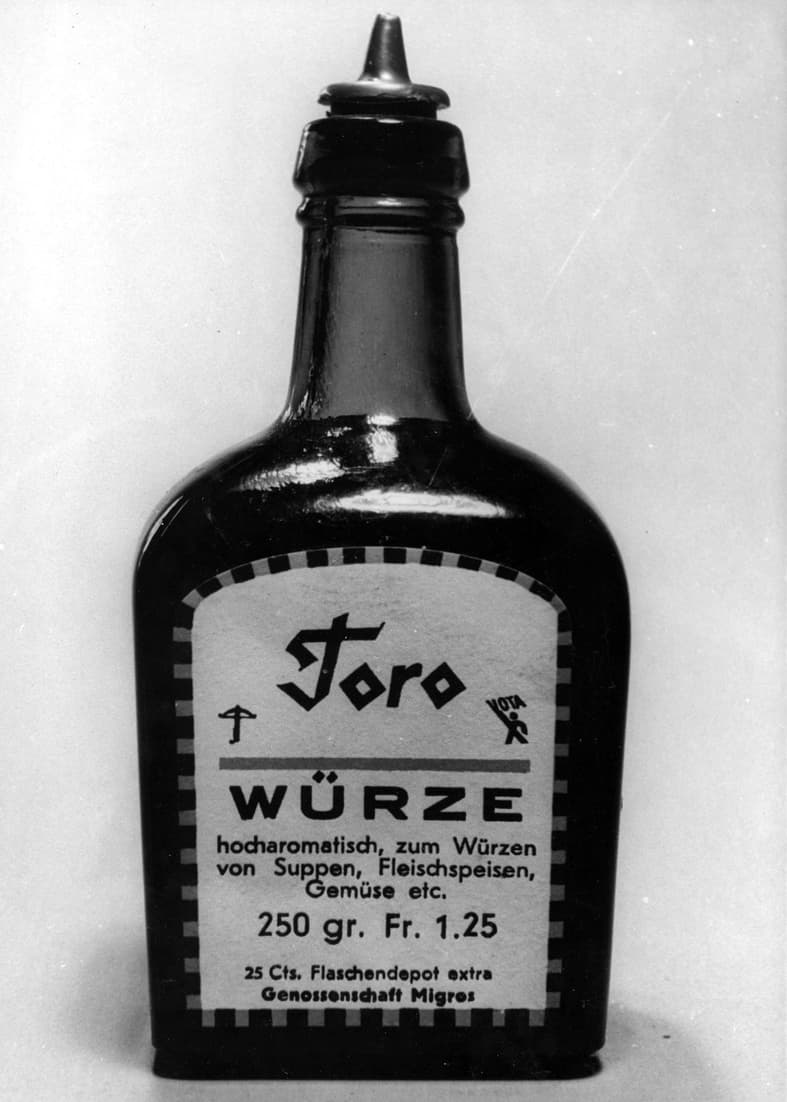 Toro
VOTA
WÜRZE
hocharomatisch, zum Würzen
von Suppen, Fleischspeisen,
Gemüse etc.
250 gr. Fr. 1.25
25 Cts. Flaschendepot extra
Genossenschaft Migros